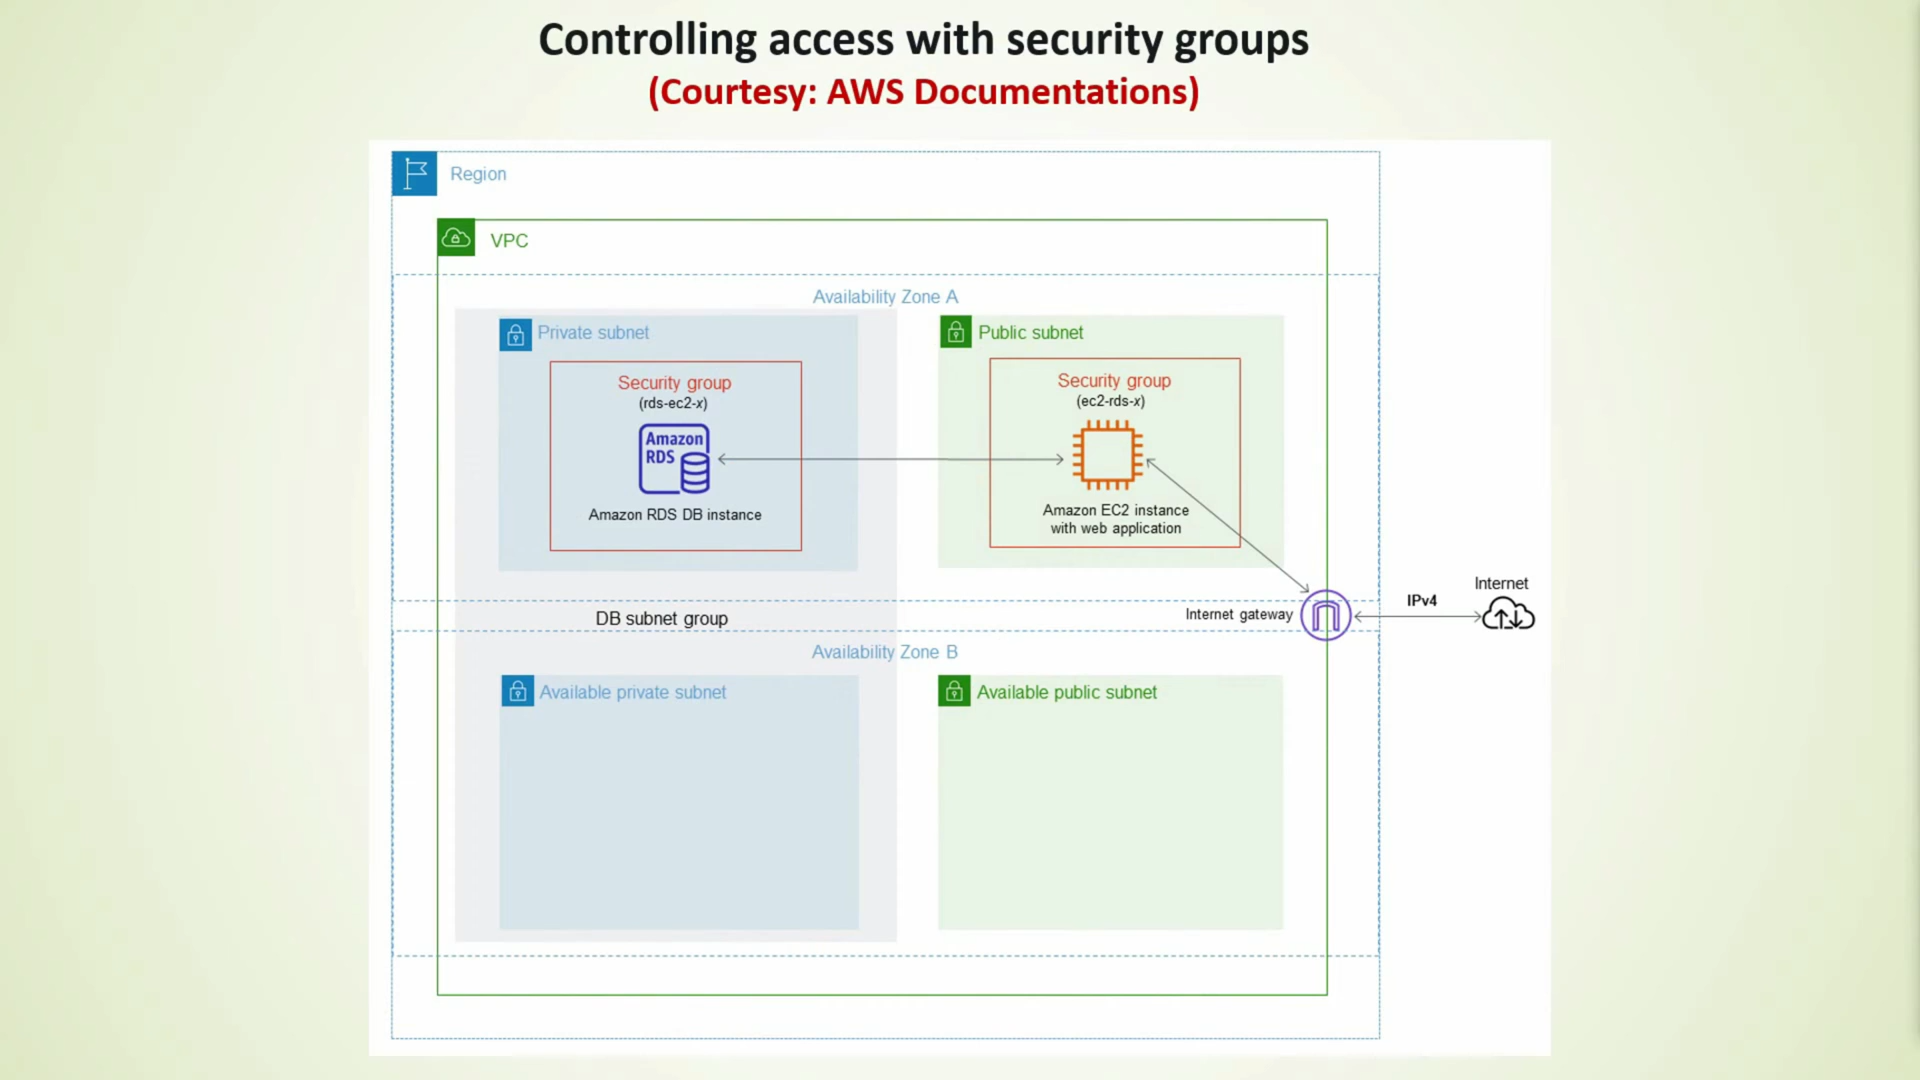 Controlling access with security groups
(Courtesy: AWS Documentations)
Region
VPC
Availability Zone A
Private subnet
Security group
(rds-ec2-x)
Amazon
RDS
Amazon RDS DB instance
Public subnet
Security group
(ec2-rds-x)
Amazon EC2 instance
with web application
DB subnet group
Internet gateway
IPv4
Internet
Availability Zone B
Available private subnet
Available public subnet